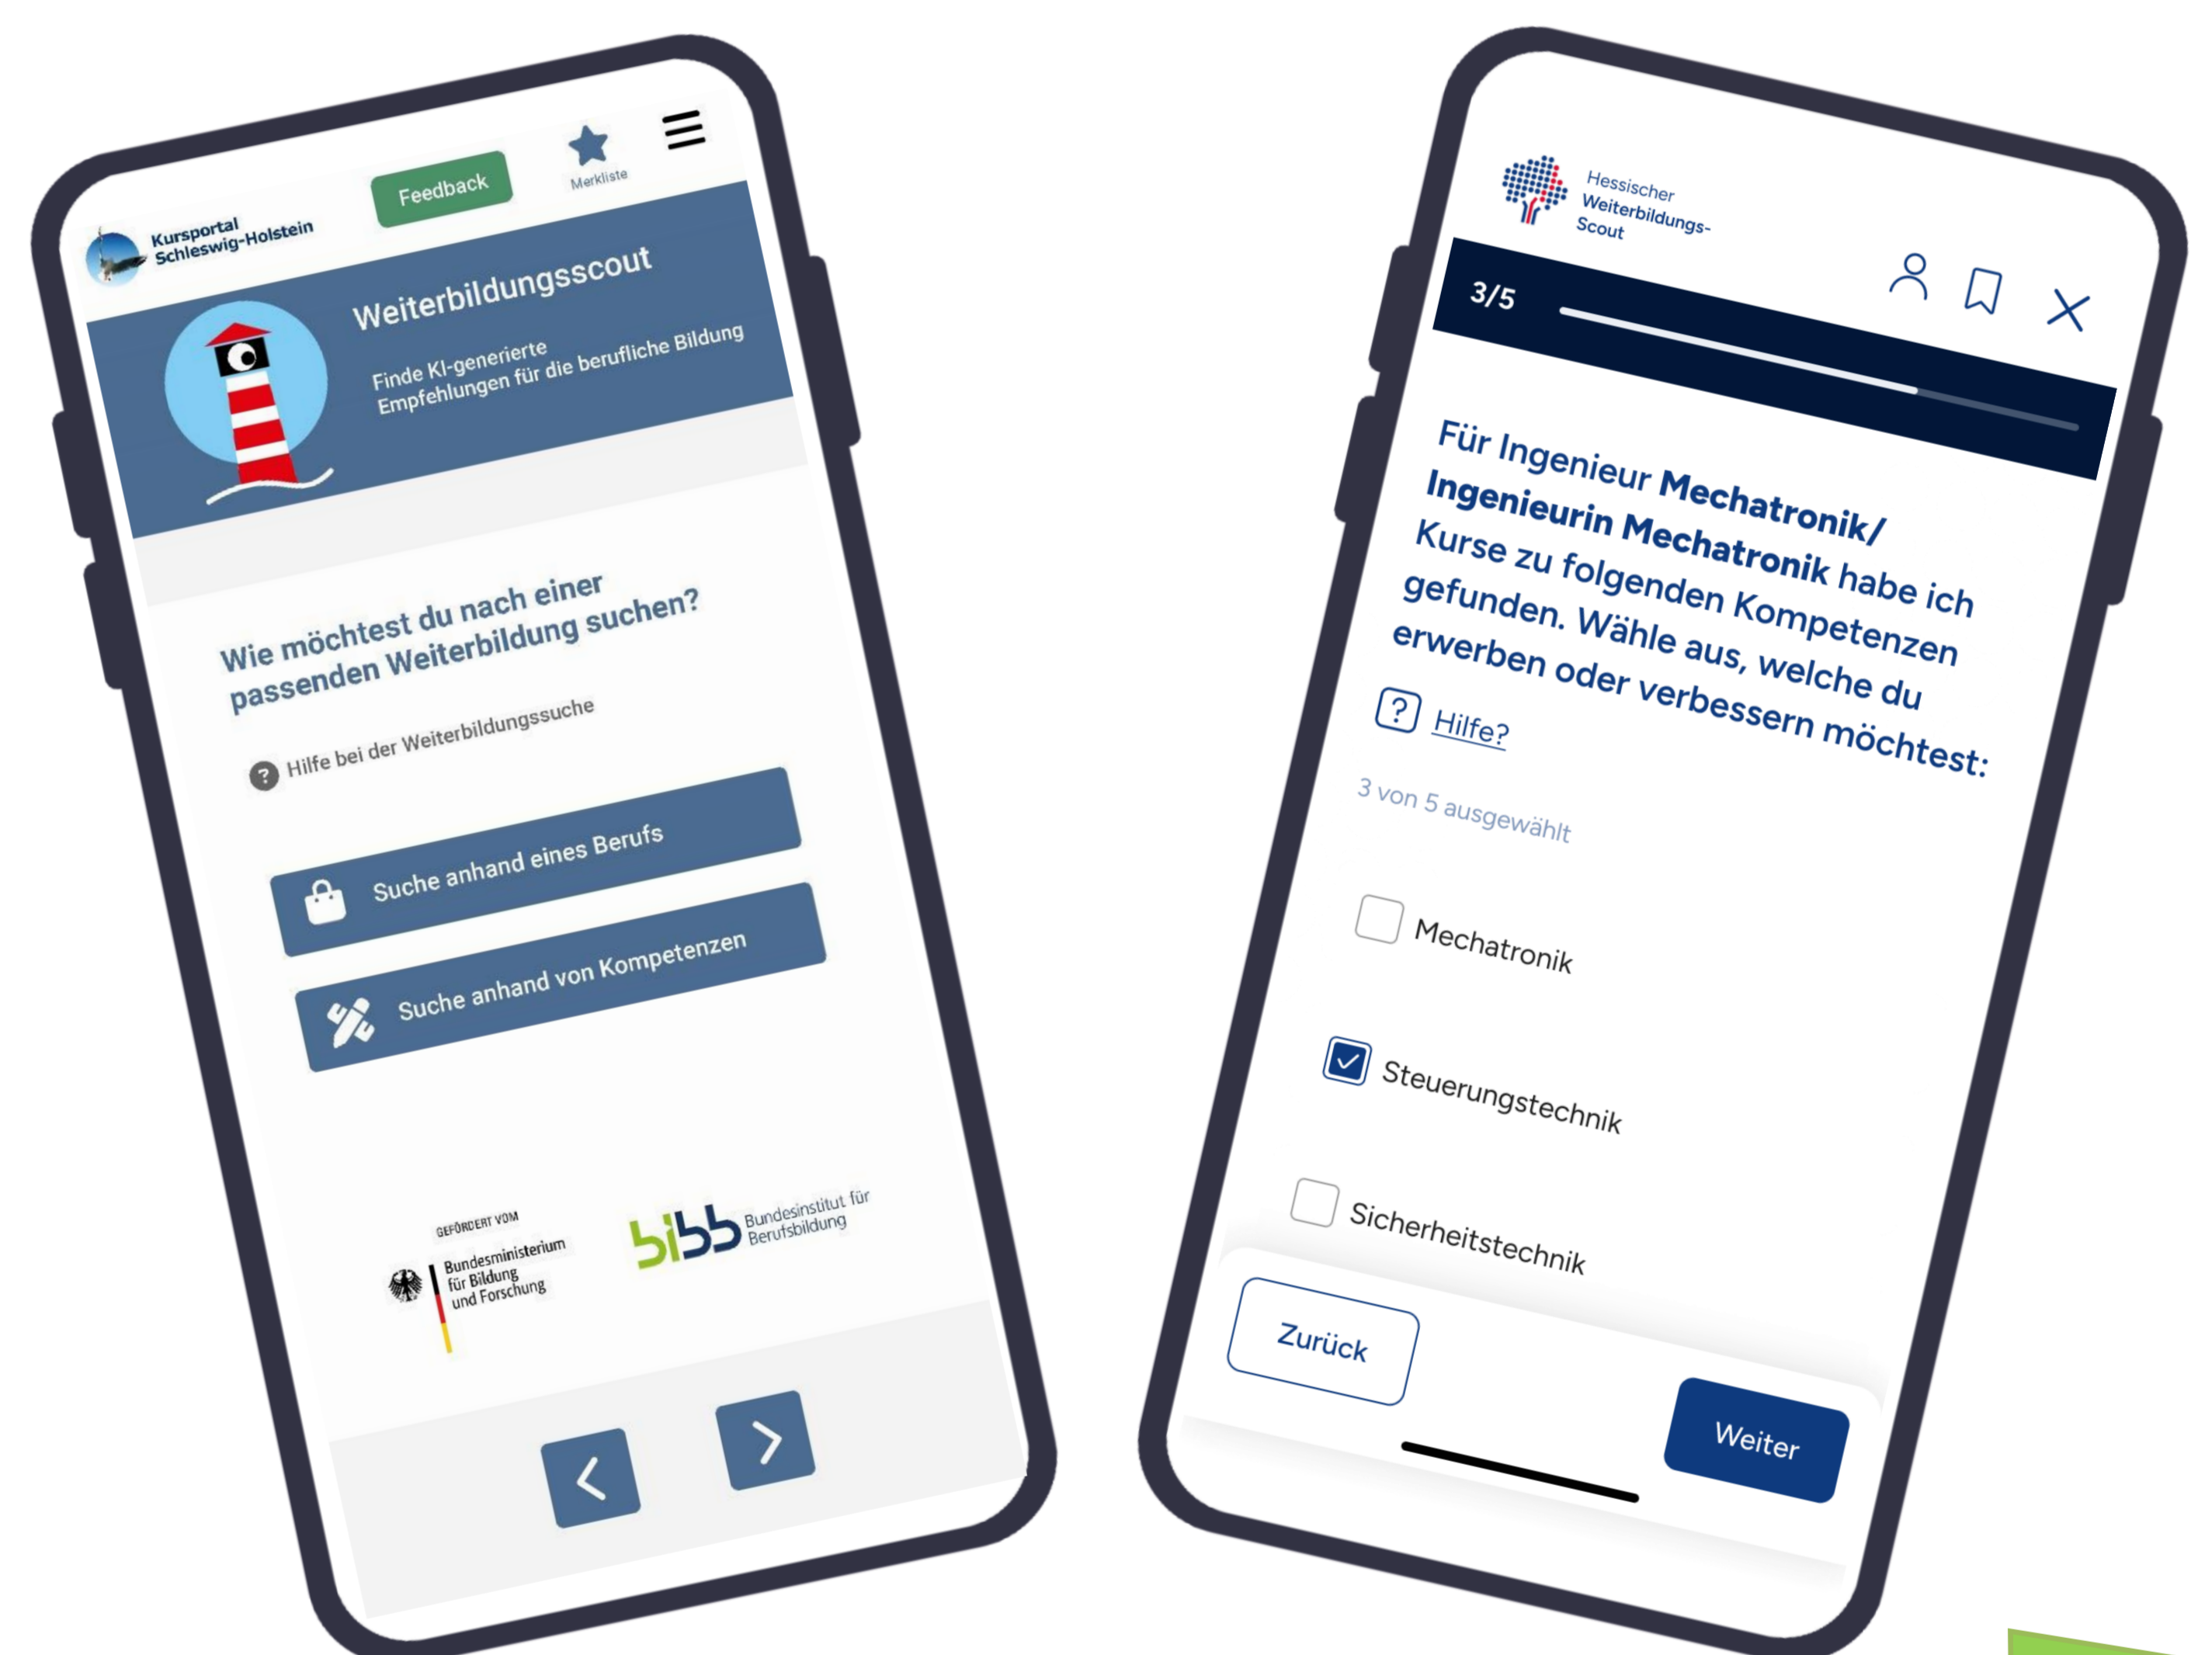 Feedback
Merkliste
Kursportal
Schleswig-Holstein
Weiterbildungsscout
Finde KI-generierte
Empfehlungen für die berufliche Bildung
Wie möchtest du nach einer
passenden Weiterbildung suchen?
? Hilfe bei der Weiterbildungssuche
Suche anhand eines Berufs
Suche anhand von Kompetenzen
GEFÖRDERT VOM
Bundesministerium
für Bildung
und Forschung
bibb Bundesinstitut für
Berufsbildung
Hessischer
Weiterbildungs-
Scout
3/5
Für Ingenieur Mechatronik/
Ingenieurin Mechatronik habe ich
Kurse zu folgenden Kompetenzen
gefunden. Wähle aus, welche du
erwerben oder verbessern möchtest:
? Hilfe?
3 von 5 ausgewählt
Mechatronik
Steuerungstechnik
Sicherheitstechnik
Zurück
Weiter